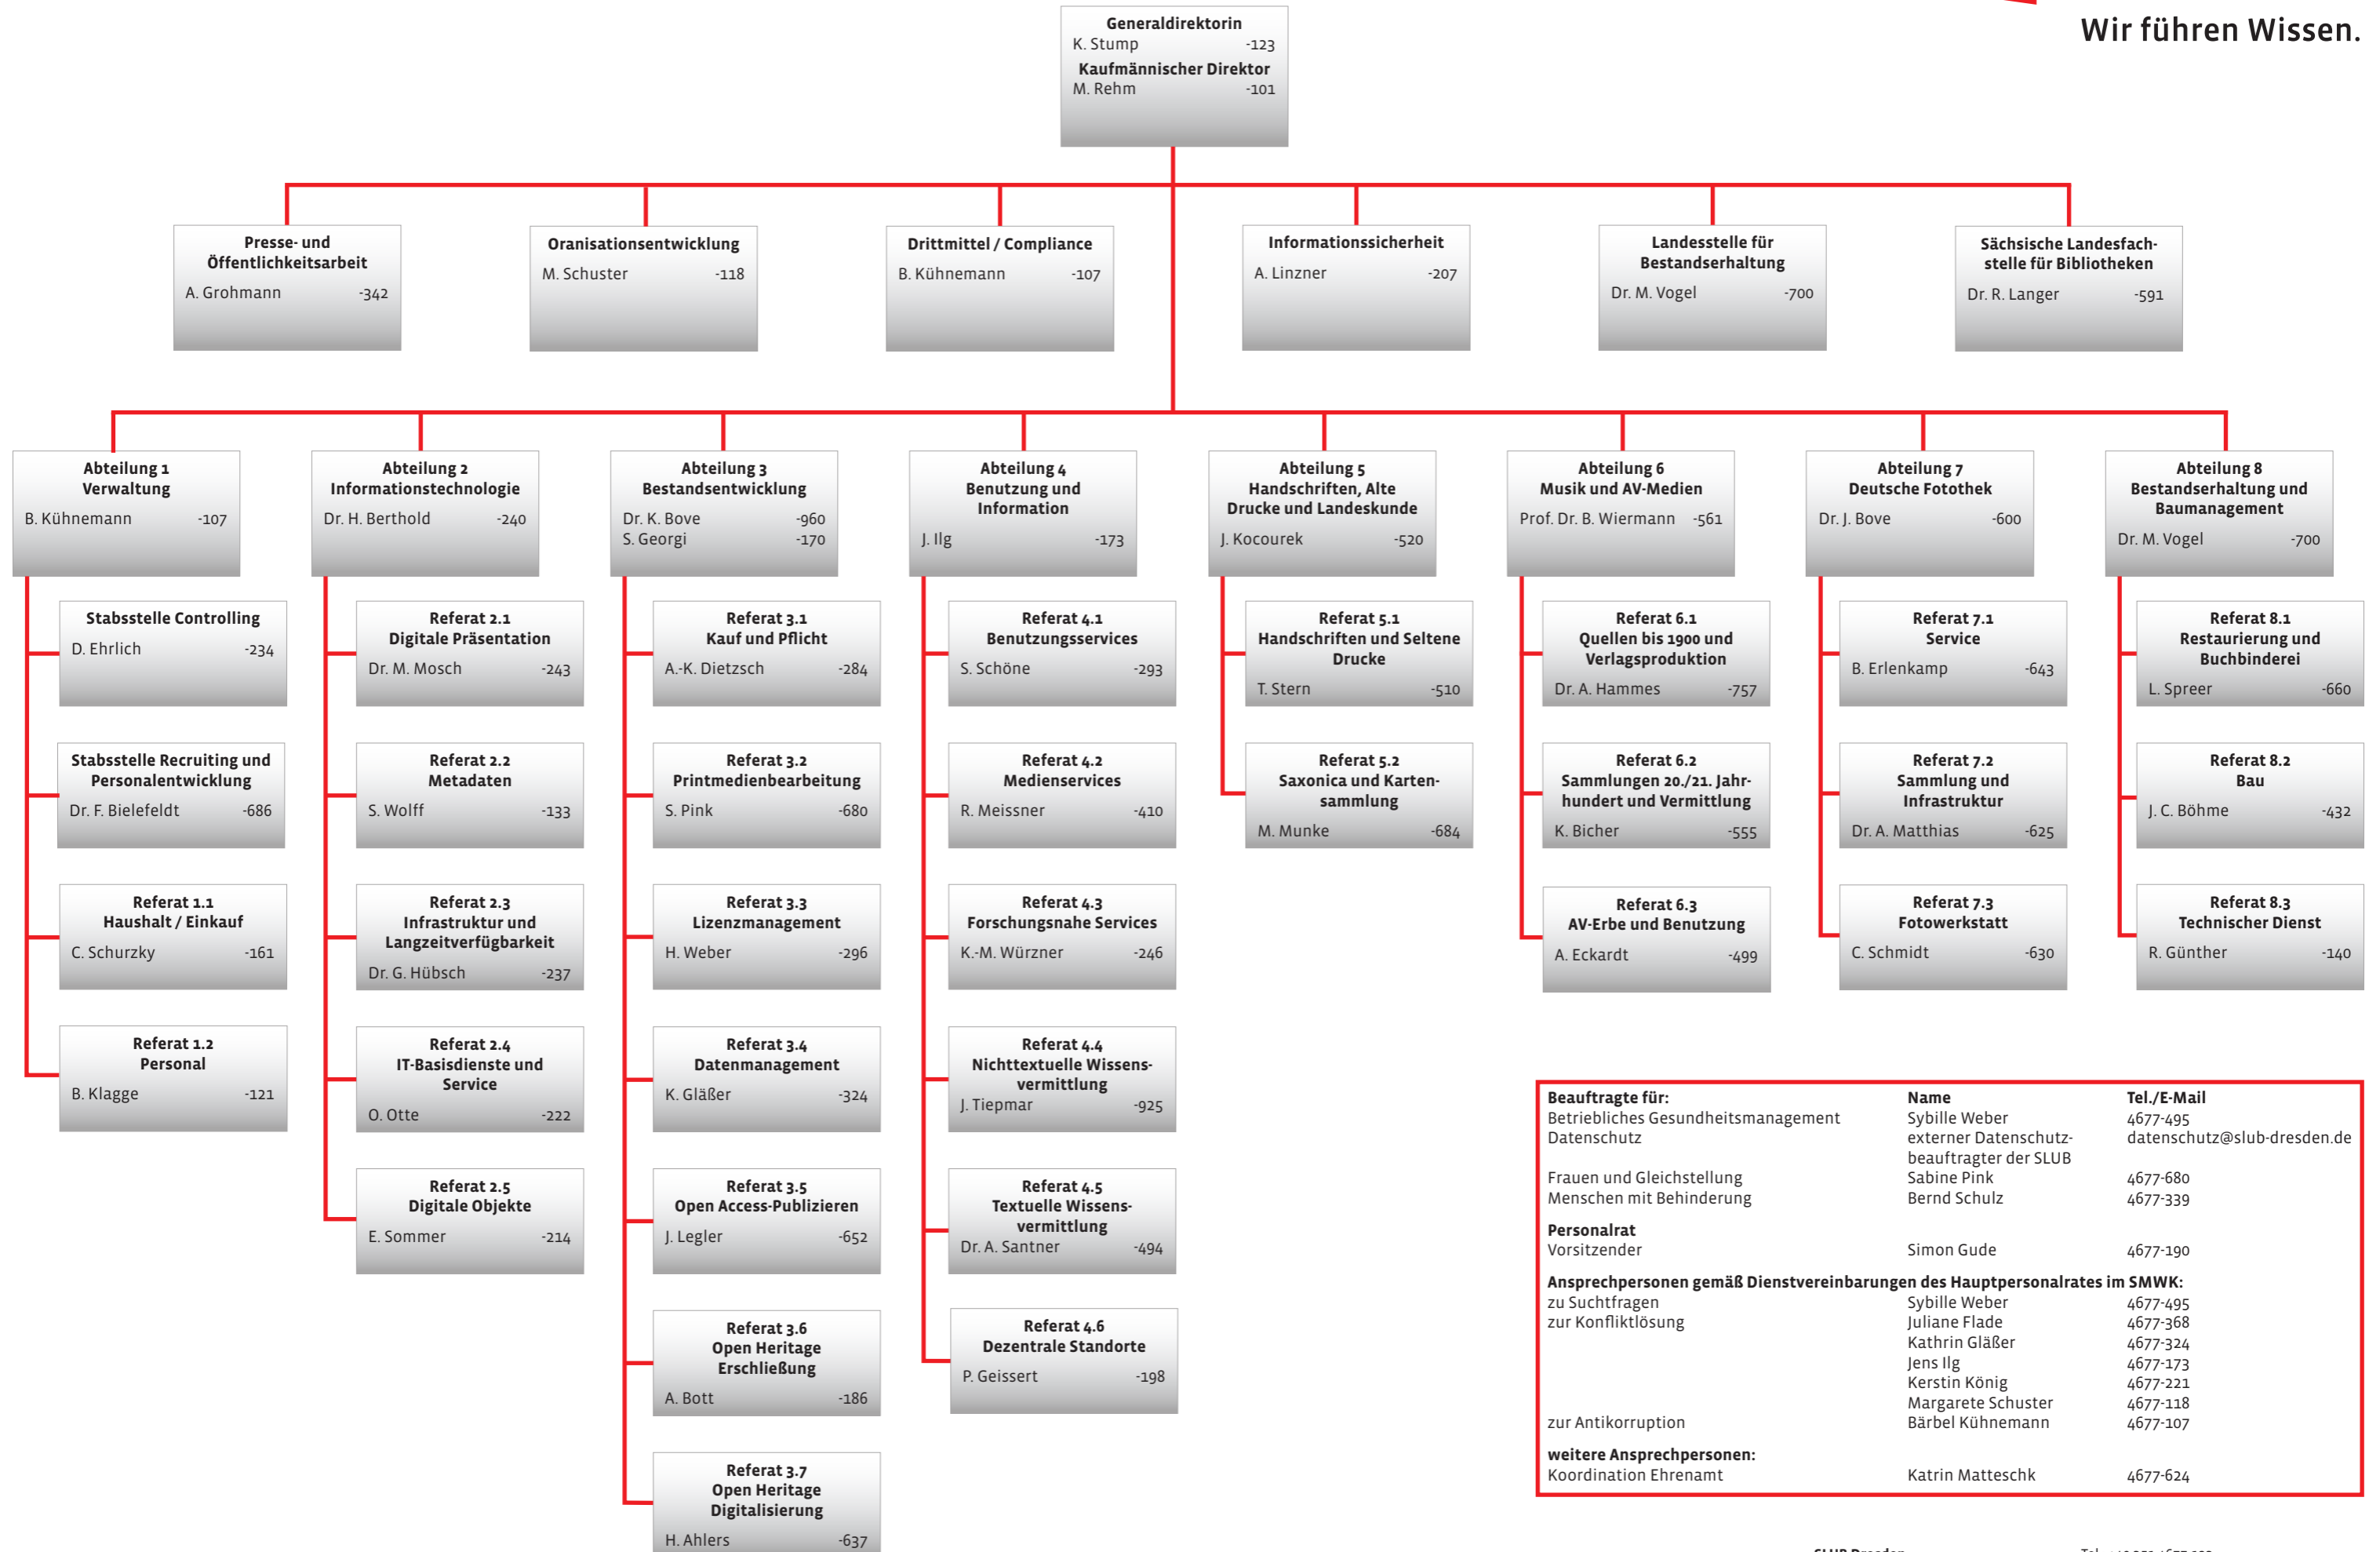 Wir führen Wissen.
Generaldirektorin
K. Stump -123
Kaufmännischer Direktor
M. Rehm -101
Presse- und
Öffentlichkeitsarbeit
A. Grohmann -342
Oranisationsentwicklung
M. Schuster -118
Drittmittel / Compliance
B. Kühnemann -107
Informationssicherheit
A. Linzner -207
Landesstelle für
Bestandserhaltung
Dr. M. Vogel -700
Sächsische Landesfach-
stelle für Bibliotheken
Dr. R. Langer -591
Abteilung 1
Verwaltung
B. Kühnemann -107
Stabsstelle Controlling
D. Ehrlich -234
Stabsstelle Recruiting und
Personalentwicklung
Dr. F. Bielefeldt -686
Referat 1.1
Haushalt / Einkauf
C. Schurzky -161
Referat 1.2
Personal
B. Klagge -121
Abteilung 2
Informationstechnologie
Dr. H. Berthold -240
Referat 2.1
Digitale Präsentation
Dr. M. Mosch -243
Referat 2.2
Metadaten
S. Wolff -133
Referat 2.3
Infrastruktur und
Langzeitverfügbarkeit
Dr. G. Hübsch -237
Referat 2.4
IT-Basisdienste und
Service
O. Otte -222
Referat 2.5
Digitale Objekte
E. Sommer -214
Abteilung 3
Bestandsentwicklung
Dr. K. Bove -960
S. Georgi -170
Referat 3.1
Kauf und Pflicht
A.-K. Dietzsch -284
Referat 3.2
Printmedienbearbeitung
S. Pink -680
Referat 3.3
Lizenzmanagement
H. Weber -296
Referat 3.4
Datenmanagement
K. Gläßer -324
Referat 3.5
Open Access-Publizieren
J. Legler -652
Referat 3.6
Open Heritage
Erschließung
A. Bott -186
Referat 3.7
Open Heritage
Digitalisierung
H. Ahlers -637
Abteilung 4
Benutzung und
Information
J. Ilg -173
Referat 4.1
Benutzungsservices
S. Schöne -293
Referat 4.2
Medienservices
R. Meissner -410
Referat 4.3
Forschungsnahe Services
K.-M. Würzner -246
Referat 4.4
Nichttextuelle Wissens-
vermittlung
J. Tiepmar -925
Referat 4.5
Textuelle Wissens-
vermittlung
Dr. A. Santner -494
Referat 4.6
Dezentrale Standorte
P. Geissert -198
Abteilung 5
Handschriften, Alte
Drucke und Landeskunde
J. Kocourek -520
Referat 5.1
Handschriften und Seltene
Drucke
T. Stern -510
Referat 5.2
Saxonica und Karten-
sammlung
M. Munke -684
Abteilung 6
Musik und AV-Medien
Prof. Dr. B. Wiermann -561
Referat 6.1
Quellen bis 1900 und
Verlagsproduktion
Dr. A. Hammes -757
Referat 6.2
Sammlungen 20./21. Jahr-
hundert und Vermittlung
K. Bicher -555
Referat 6.3
AV-Erbe und Benutzung
A. Eckardt -499
Abteilung 7
Deutsche Fotothek
Dr. J. Bove -600
Referat 7.1
Service
B. Erlenkamp -643
Referat 7.2
Sammlung und
Infrastruktur
Dr. A. Matthias -625
Referat 7.3
Fotowerkstatt
C. Schmidt -630
Abteilung 8
Bestandserhaltung und
Baumanagement
Dr. M. Vogel -700
Referat 8.1
Restaurierung und
Buchbinderei
L. Spreer -660
Referat 8.2
Bau
J. C. Böhme -432
Referat 8.3
Technischer Dienst
R. Günther -140
Beauftragte für: Name Tel./E-Mail
Betriebliches Gesundheitsmanagement Sybille Weber 4677-495
Datenschutz externer Datenschutz- datenschutz@slub-dresden.de
beauftragter der SLUB
Frauen und Gleichstellung Sabine Pink 4677-680
Menschen mit Behinderung Bernd Schulz 4677-339
Personalrat
Vorsitzender Simon Gude 4677-190
Ansprechpersonen gemäß Dienstvereinbarungen des Hauptpersonalrates im SMWK:
zu Suchtfragen Sybille Weber 4677-495
zur Konfliktlösung Juliane Flade 4677-368
Kathrin Gläßer 4677-324
Jens Ilg 4677-173
Kerstin König 4677-221
Margarete Schuster 4677-118
zur Antikorruption Bärbel Kühnemann 4677-107
weitere Ansprechpersonen:
Koordination Ehrenamt Katrin Matteschk 4677-624